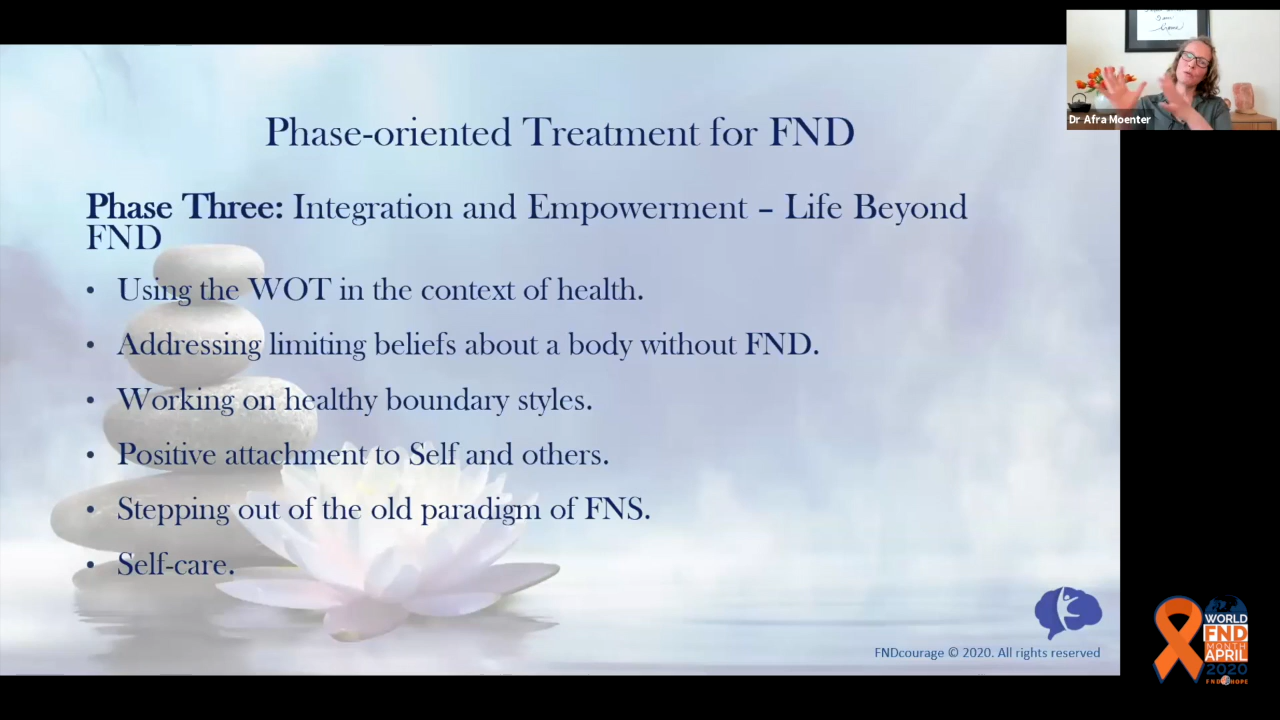 Phase-oriented Treatment for FND
Phase Three: Integration and Empowerment – Life Beyond
FND
• Using the WOT in the context of health.
• Addressing limiting beliefs about a body without FND.
• Working on healthy boundary styles.
• Positive attachment to Self and others.
• Stepping out of the old paradigm of FNS.
• Self-care.
FNDcourage © 2020. All rights reserved
Dr Afra Moenter
WORLD
FND
MONTH
APRIL
2020
FND HOPE